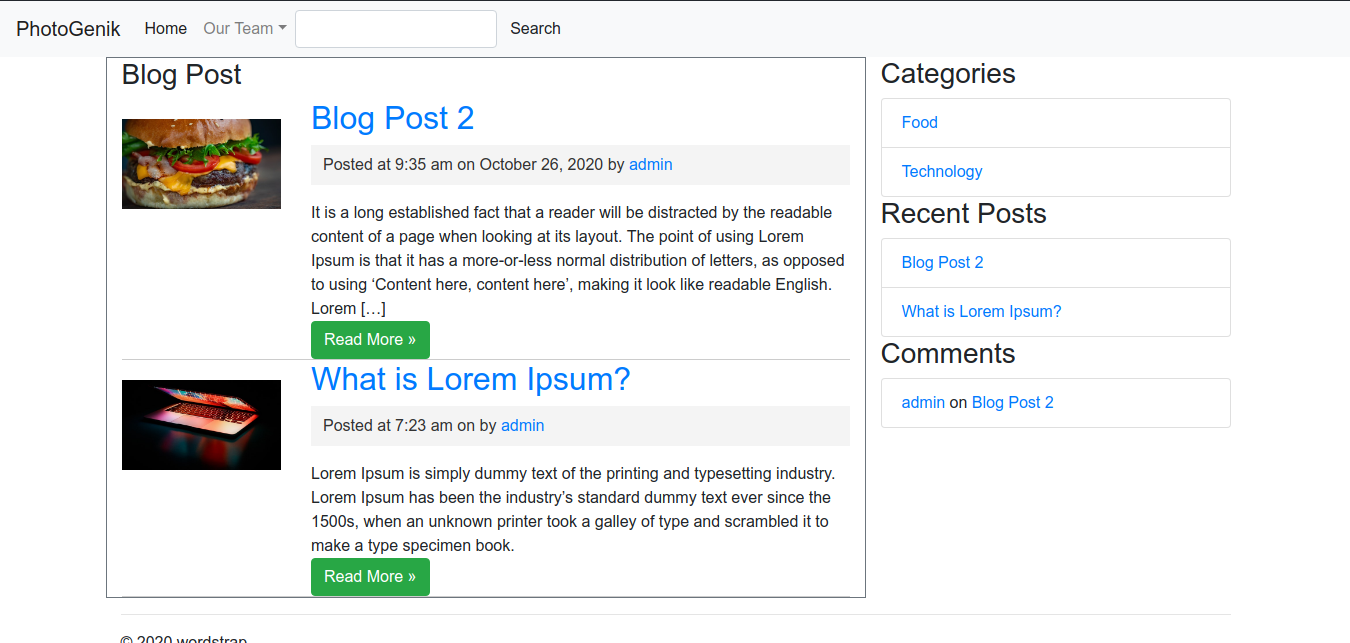 PhotoGenik Home Our Team Search
Blog Post
Blog Post 2
Posted at 9:35 am on October 26, 2020 by admin
It is a long established fact that a reader will be distracted by the readable
content of a page when looking at its layout. The point of using Lorem
Ipsum is that it has a more-or-less normal distribution of letters, as opposed
to using ‘Content here, content here’, making it look like readable English.
Lorem […]
Read More »
What is Lorem Ipsum?
Posted at 7:23 am on by admin
Lorem Ipsum is simply dummy text of the printing and typesetting industry.
Lorem Ipsum has been the industry’s standard dummy text ever since the
1500s, when an unknown printer took a galley of type and scrambled it to
make a type specimen book.
Read More »
Categories
Food
Technology
Recent Posts
Blog Post 2
What is Lorem Ipsum?
Comments
admin on Blog Post 2
© 2020 wordstrap